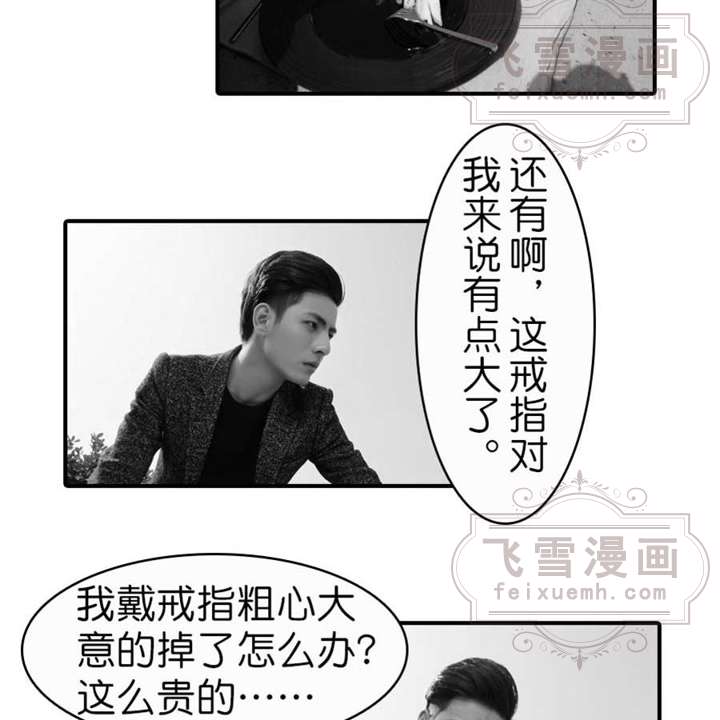 飞雪漫画
feixuemh.com
还有啊，这戒指对
我来说有点大了。
飞雪漫画
feixuemh.com
我戴戒指粗心大
意的掉了怎么办？
这么贵的……